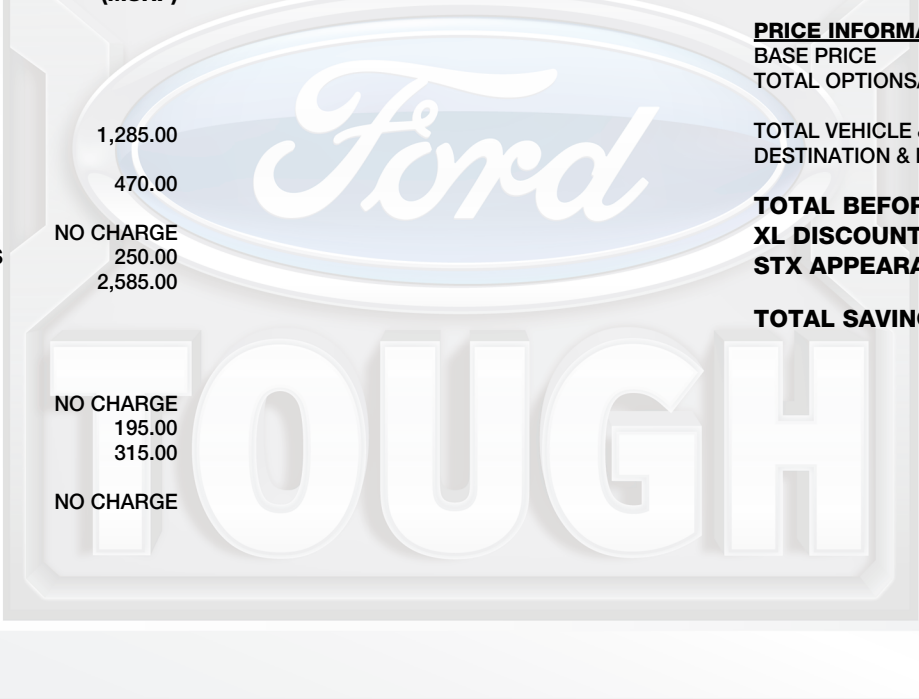 (MSRP)
1,285.00
470.00
NO CHARGE
250.00
2,585.00
NO CHARGE
195.00
315.00
NO CHARGE
PRICE INFORMA
BASE PRICE
TOTAL OPTIONS
TOTAL VEHICLE &
DESTINATION &
TOTAL BEFOR
XL DISCOUNT
STX APPEARA
TOTAL SAVING
Ford
TOUGH